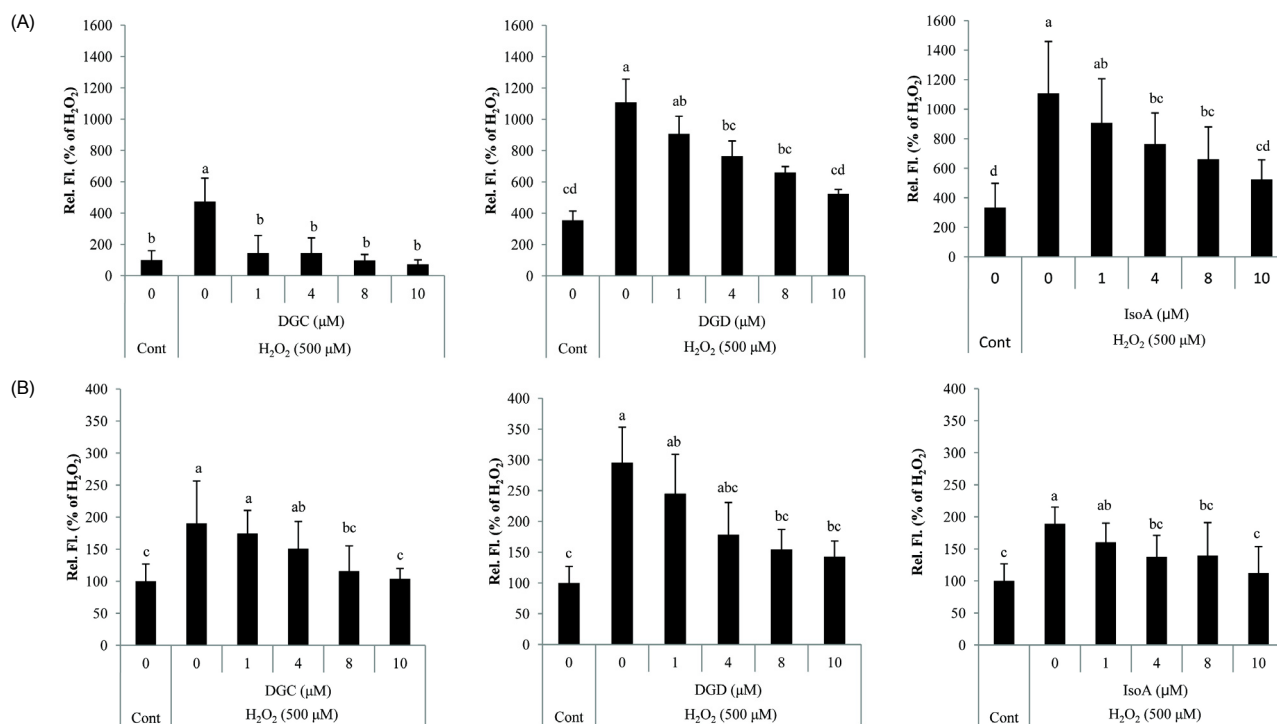 (A)
Rel. Fl. (% of H₂O₂)
1600
1400
1200
1000
800
600
400
200
0
b a b b b b
0 0 1 4 8 10
DGC (μM)
Cont H₂O₂ (500 μM)
Rel. Fl. (% of H₂O₂)
1600
1400
1200
1000
800
600
400
200
0
cd a ab bc bc cd
0 0 1 4 8 10
DGD (μM)
Cont H₂O₂ (500 μM)
Rel. Fl. (% of H₂O₂)
1600
1400
1200
1000
800
600
400
200
0
d a ab bc bc cd
0 0 1 4 8 10
IsoA (μM)
Cont H₂O₂ (500 μM)
(B)
Rel. Fl. (% of H₂O₂)
400
350
300
250
200
150
100
50
0
c a a ab bc c
0 0 1 4 8 10
DGC (μM)
Cont H₂O₂ (500 μM)
Rel. Fl. (% of H₂O₂)
400
350
300
250
200
150
100
50
0
c a ab abc bc bc
0 0 1 4 8 10
DGD (μM)
Cont H₂O₂ (500 μM)
Rel. Fl. (% of H₂O₂)
400
350
300
250
200
150
100
50
0
c a ab bc bc c
0 0 1 4 8 10
IsoA (μM)
Cont H₂O₂ (500 μM)